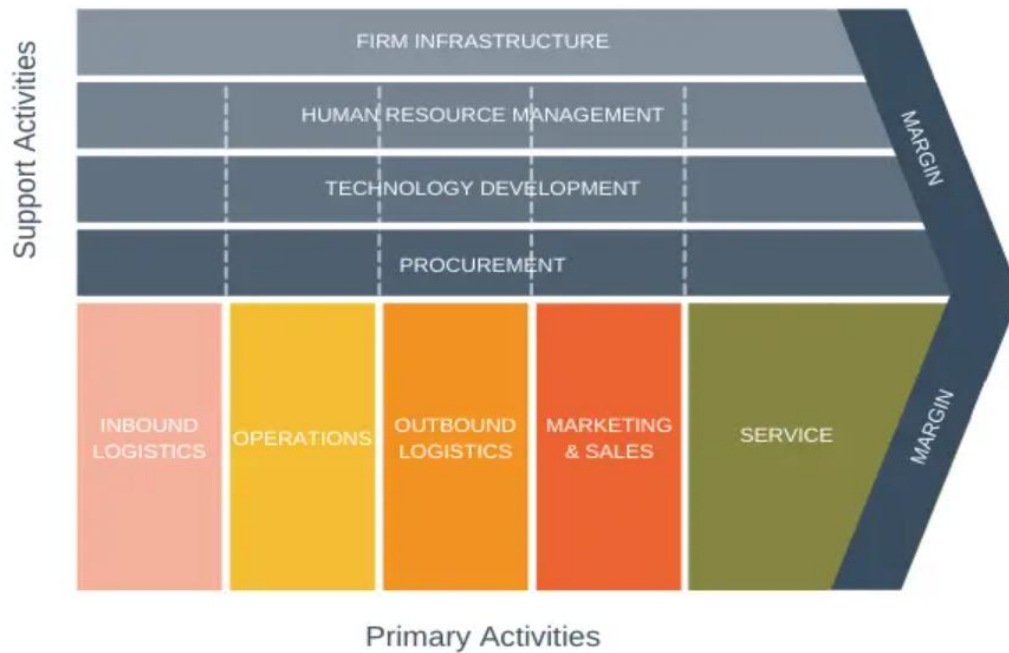 Support Activities
FIRM INFRASTRUCTURE
HUMAN RESOURCE MANAGEMENT
TECHNOLOGY DEVELOPMENT
PROCUREMENT
MARGIN
INBOUND
LOGISTICS
OPERATIONS
OUTBOUND
LOGISTICS
MARKETING
& SALES
SERVICE
MARGIN
Primary Activities